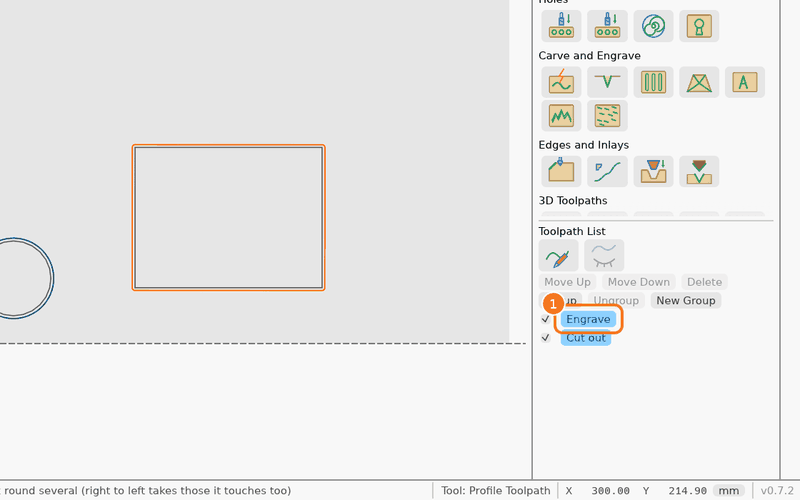 Holes
Carve and Engrave
A
Edges and Inlays
3D Toolpaths
Toolpath List
Move Up Move Down Delete
up Ungroup New Group
1
Engrave
Cut out
round several (right to left takes those it touches too) Tool: Profile Toolpath X 300.00 Y 214.90 mm v0.7.2